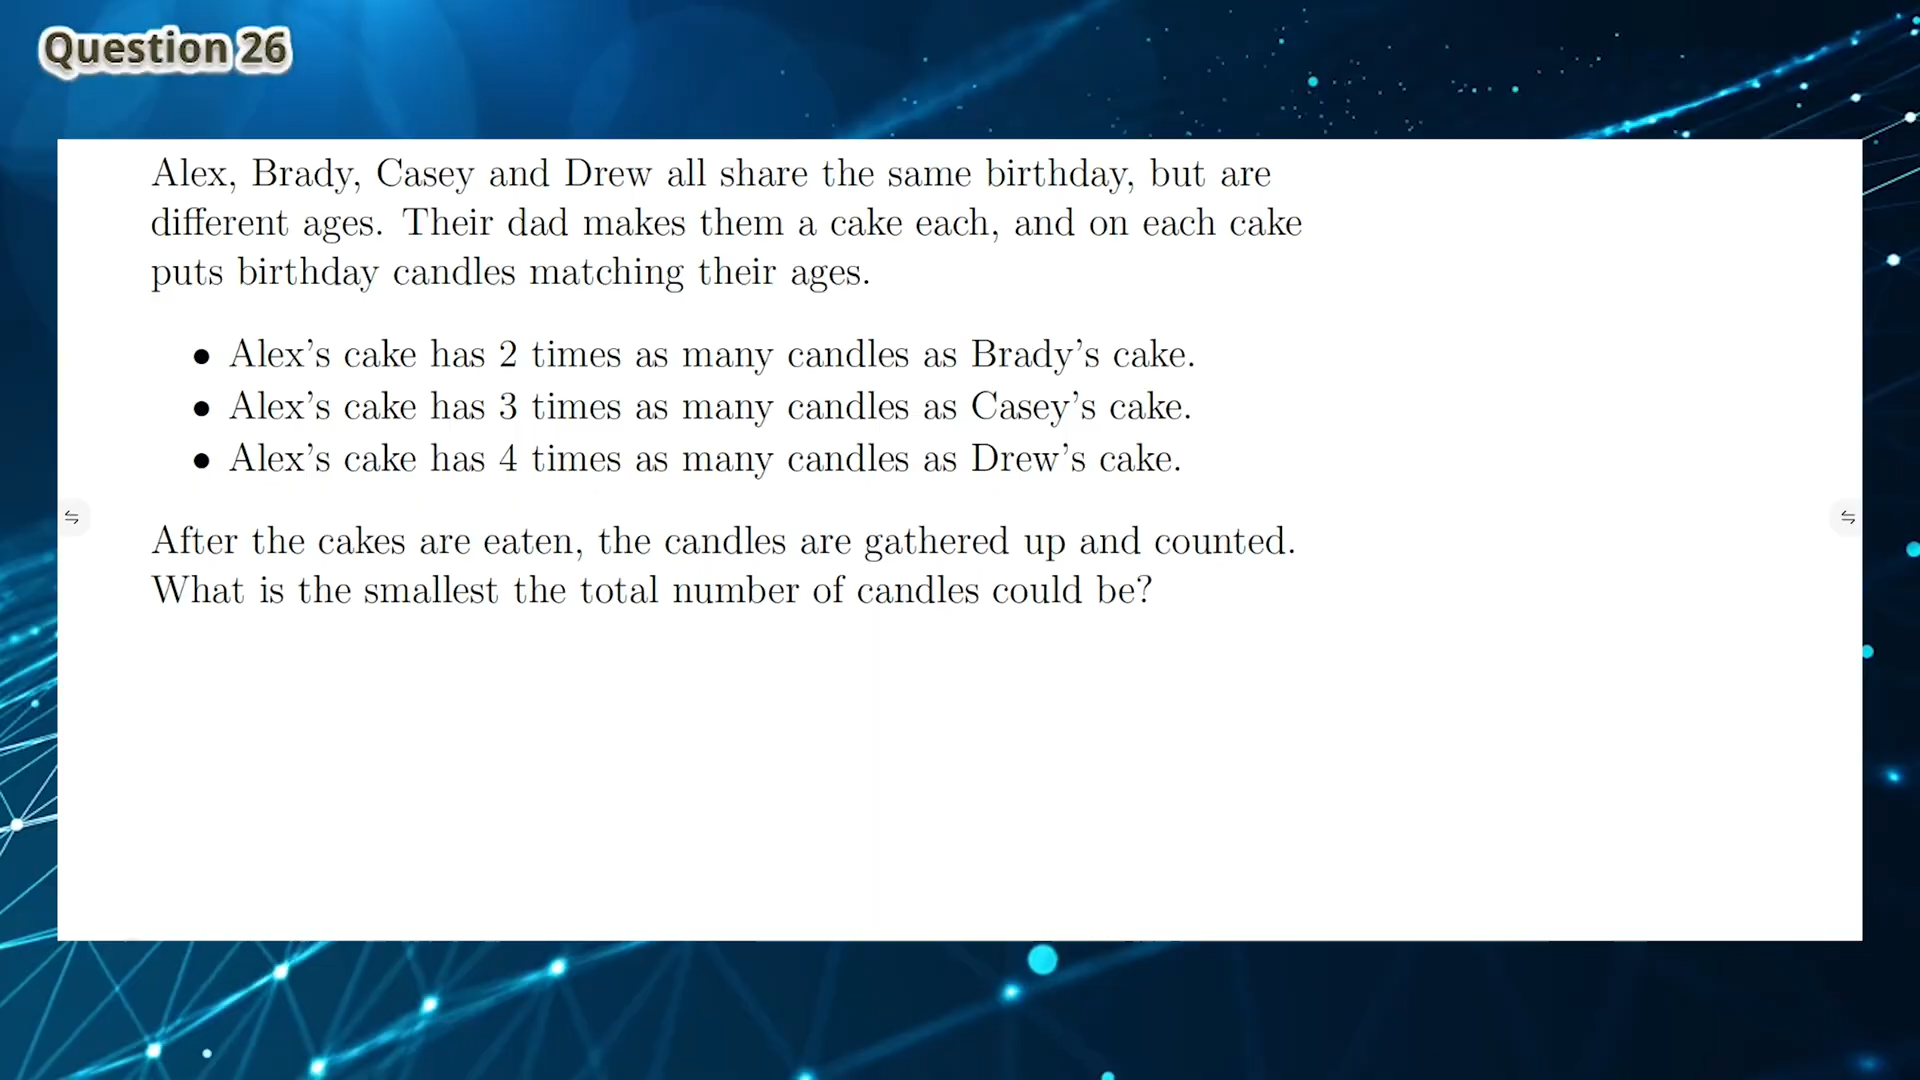 Question 26
Alex, Brady, Casey and Drew all share the same birthday, but are
different ages. Their dad makes them a cake each, and on each cake
puts birthday candles matching their ages.
• Alex's cake has 2 times as many candles as Brady's cake.
• Alex's cake has 3 times as many candles as Casey's cake.
• Alex's cake has 4 times as many candles as Drew's cake.
After the cakes are eaten, the candles are gathered up and counted.
What is the smallest the total number of candles could be?